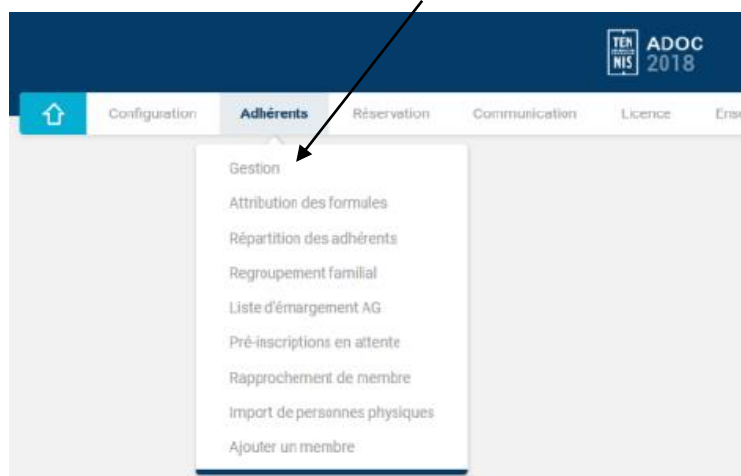 TEN
NIS
ADOC
2018
Configuration Adhérents Réservation Communication Licence Ens
Gestion
Attribution des formules
Répartition des adhérents
Regroupement familial
Liste d'émargement AG
Pré-inscriptions en attente
Rapprochement de membre
Import de personnes physiques
Ajouter un membre